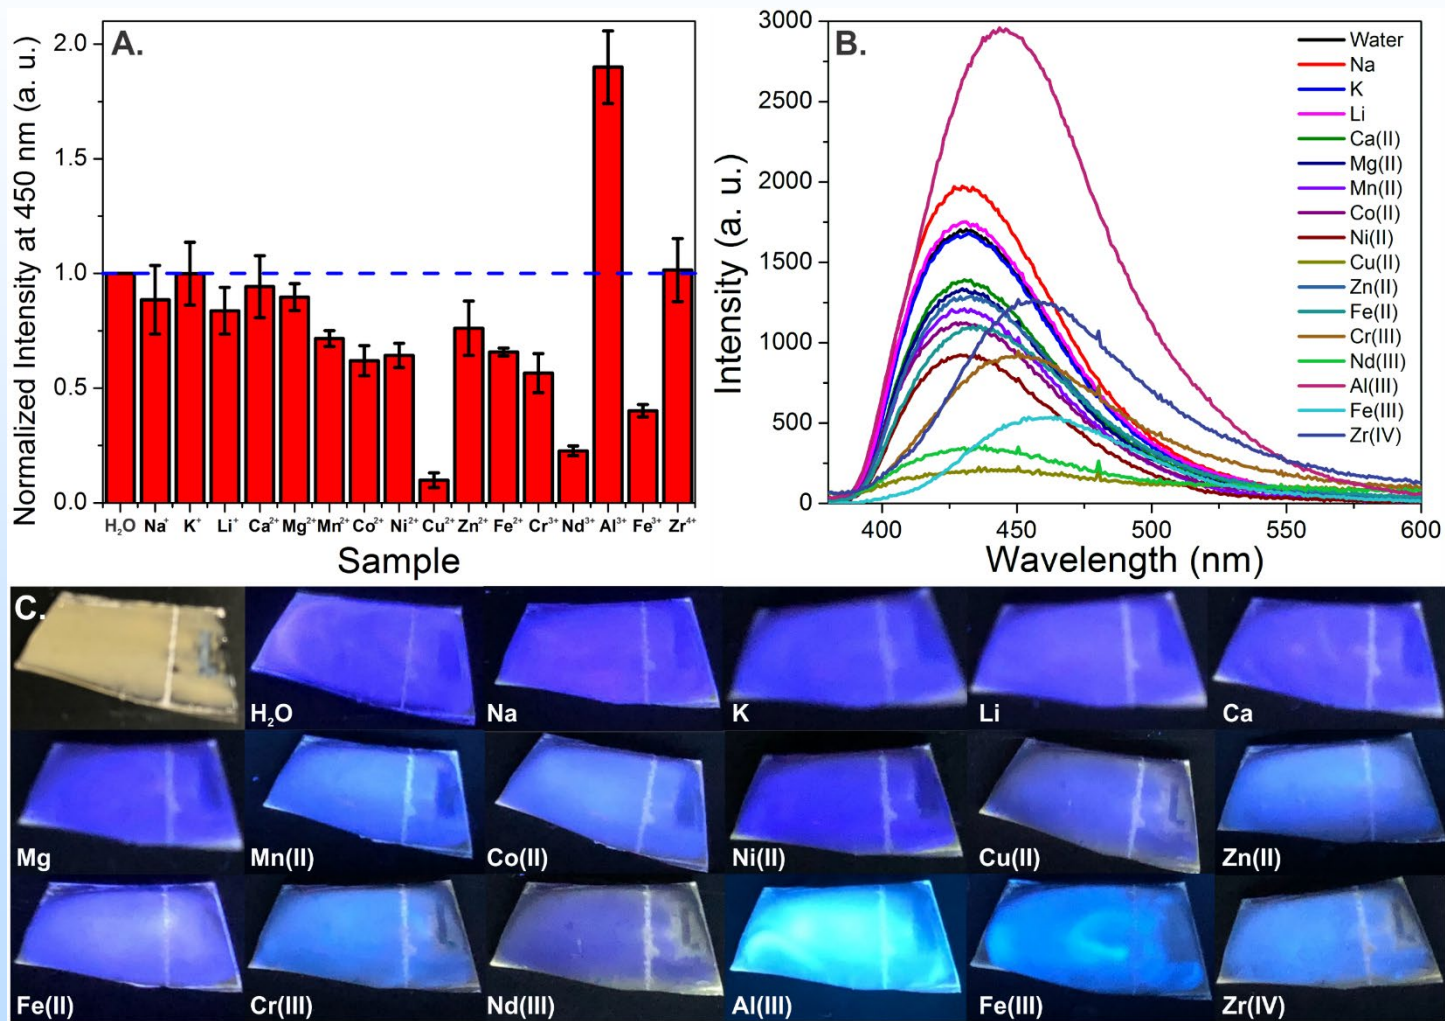 A.
Normalized Intensity at 450 nm (a. u.)
2.0
1.5
1.0
0.5
0.0
H₂O Na⁺ K⁺ Li⁺ Ca²⁺ Mg²⁺ Mn²⁺ Co²⁺ Ni²⁺ Cu²⁺ Zn²⁺ Fe²⁺ Cr³⁺ Nd³⁺ Al³⁺ Fe³⁺ Zr⁴⁺
Sample
B.
Intensity (a. u.)
3000
2500
2000
1500
1000
500
0
400 450 500 550 600
Wavelength (nm)
Water
Na
K
Li
Ca(II)
Mg(II)
Mn(II)
Co(II)
Ni(II)
Cu(II)
Zn(II)
Fe(II)
Cr(III)
Nd(III)
Al(III)
Fe(III)
Zr(IV)
C.
H₂O Na K Li Ca
Mg Mn(II) Co(II) Ni(II) Cu(II) Zn(II)
Fe(II) Cr(III) Nd(III) Al(III) Fe(III) Zr(IV)